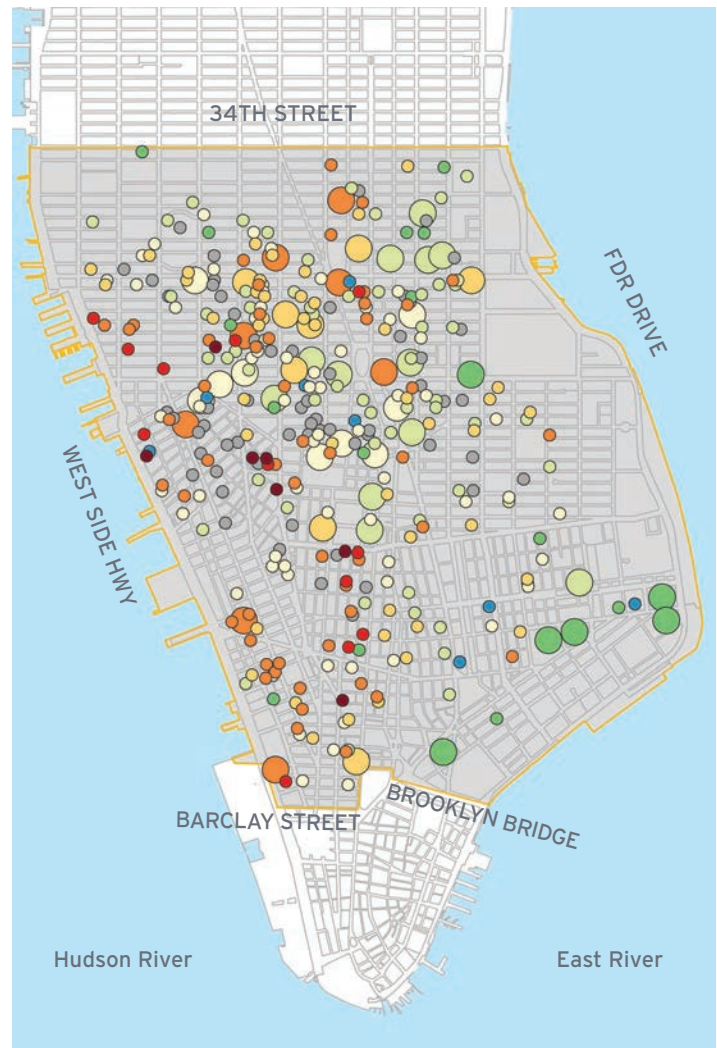 34TH STREET
FDR DRIVE
WEST SIDE HWY
BARCLAY STREET
BROOKLYN BRIDGE
Hudson River
East River